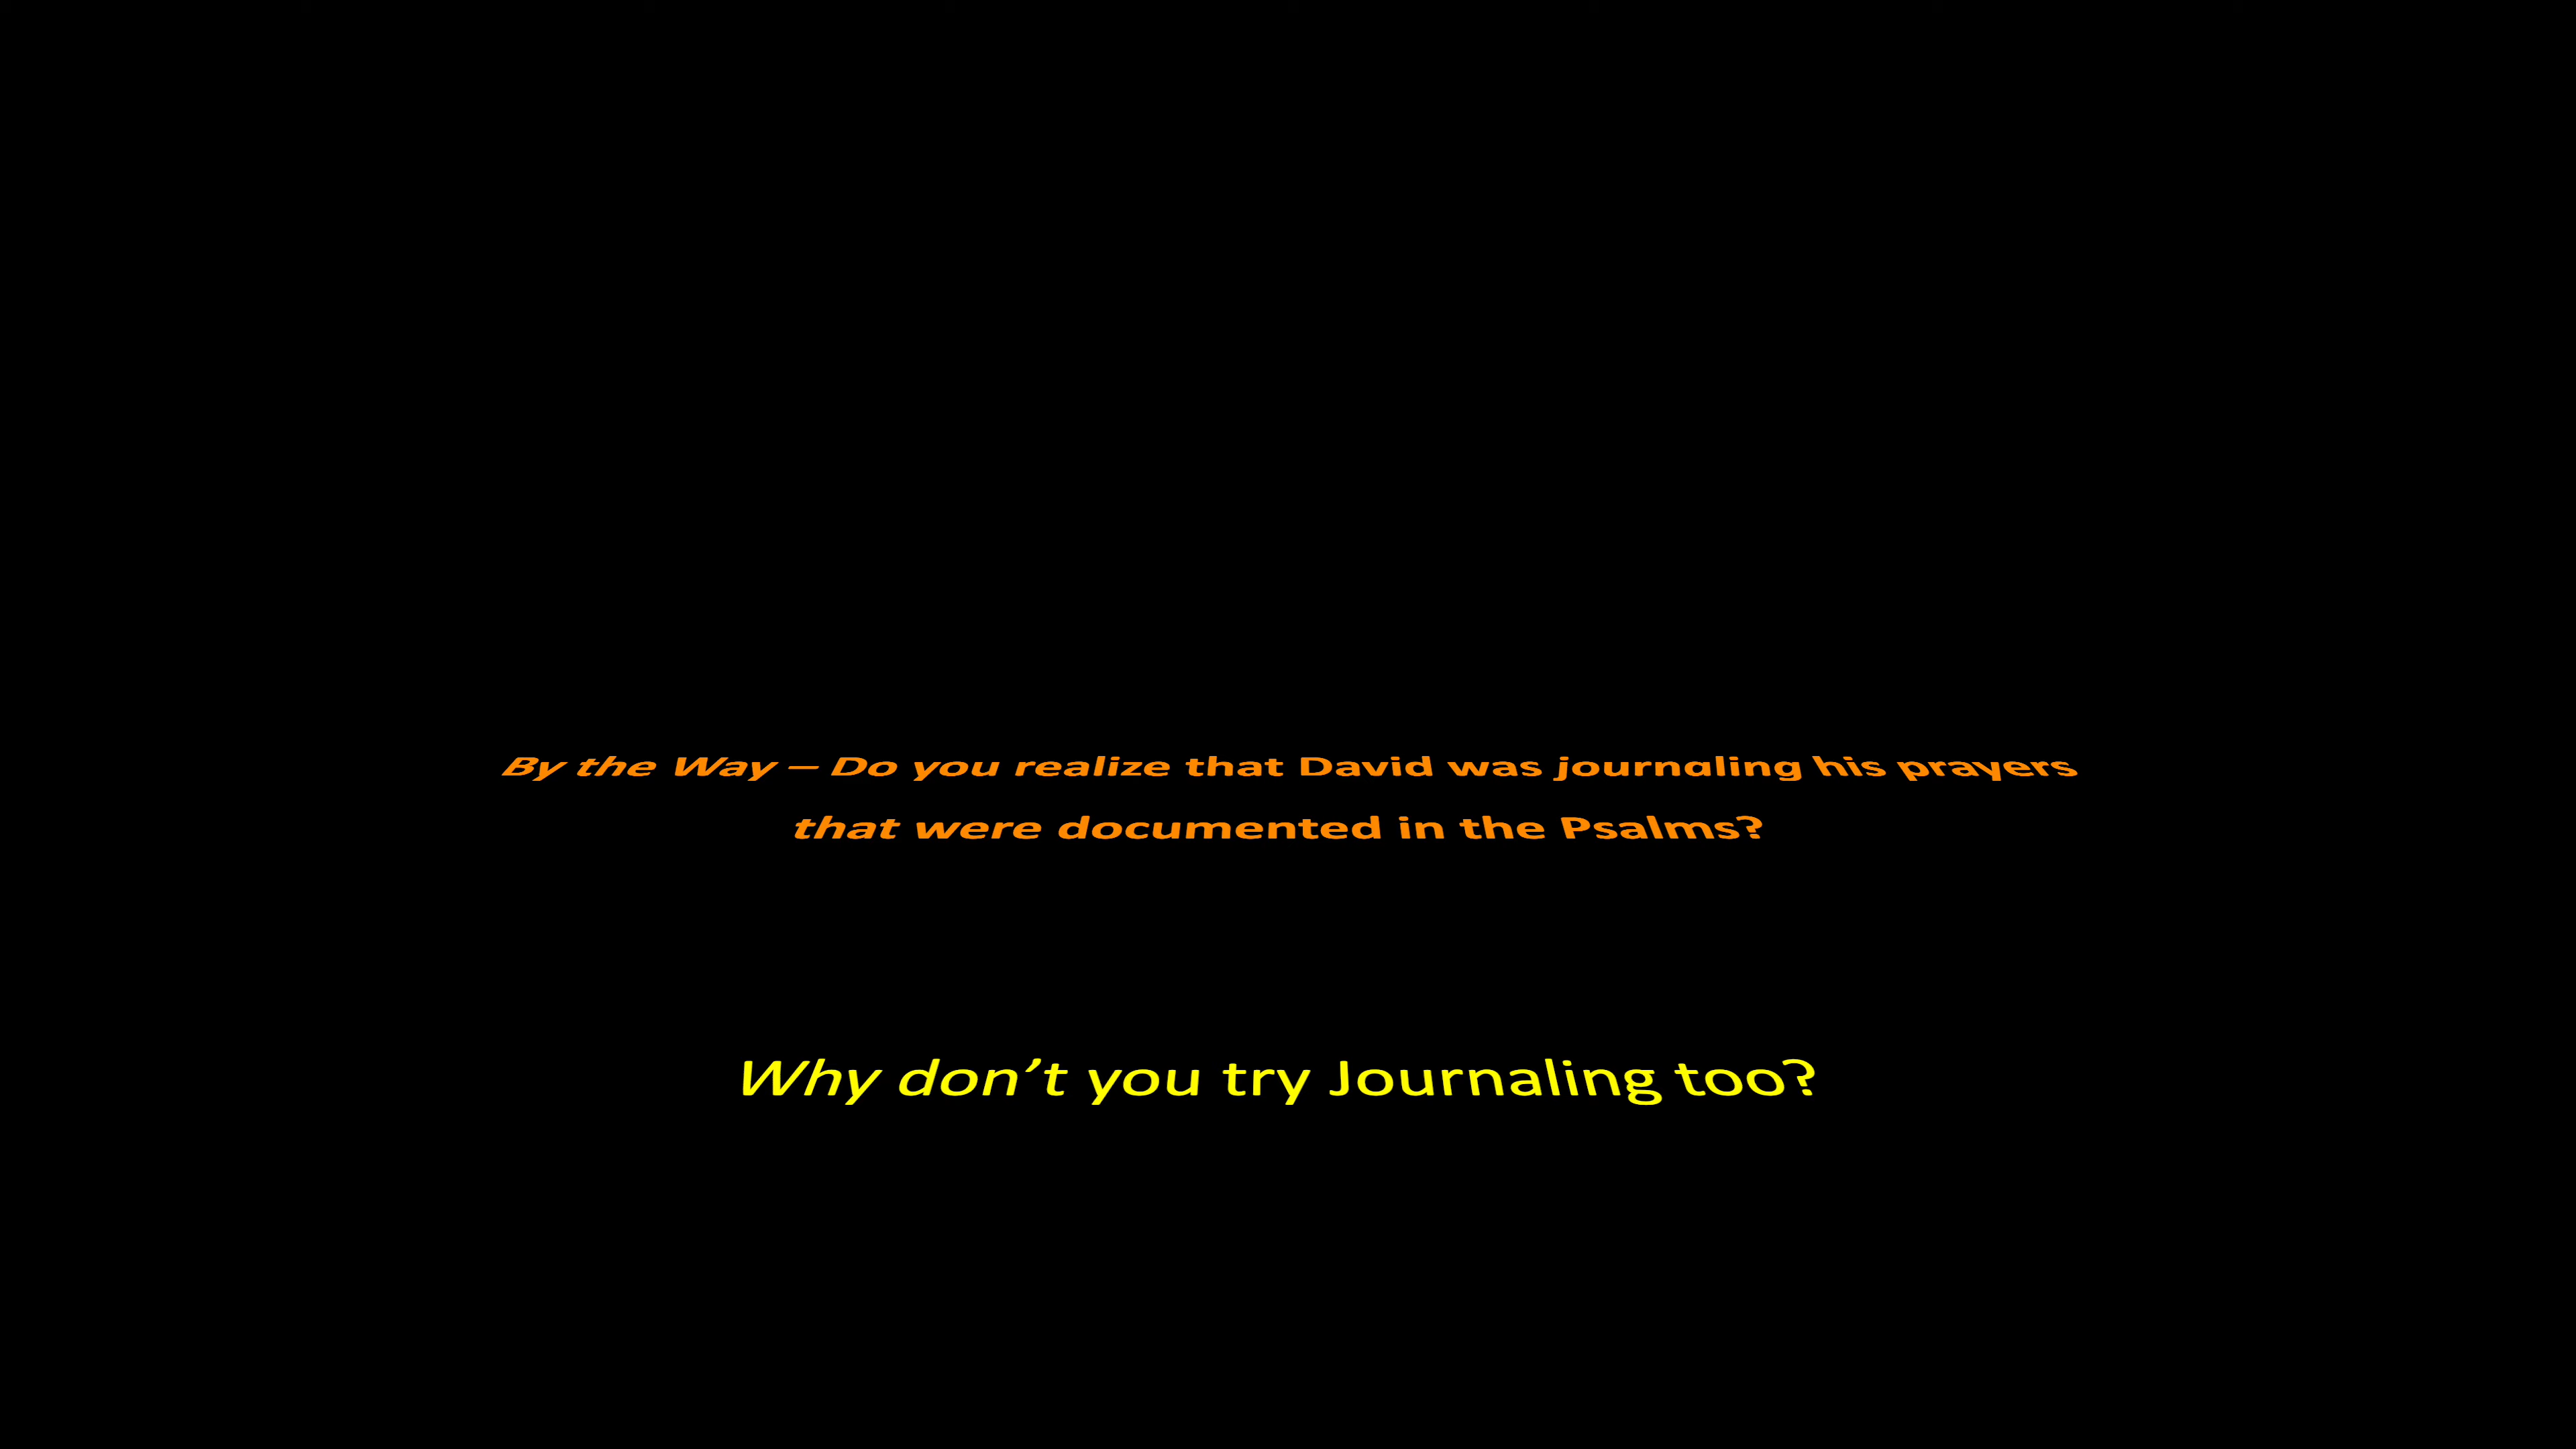 By the Way – Do you realize that David was journaling his prayers
that were documented in the Psalms?
Why don’t you try Journaling too?